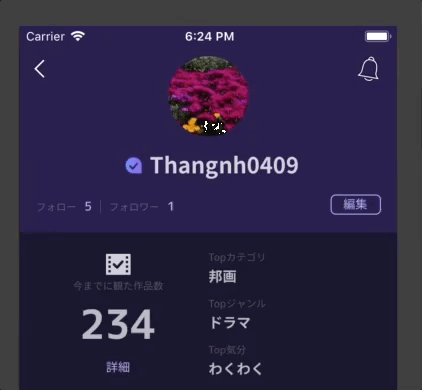 Carrier 6:24 PM
Thangnh0409
フォロー 5 フォロワー 1 編集
今までに観た作品数
234
詳細
Topカテゴリ
邦画
Topジャンル
ドラマ
Top気分
わくわく